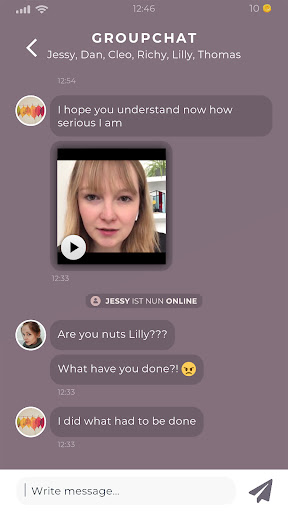 12:46
10
GROUPCHAT
Jessy, Dan, Cleo, Richy, Lilly, Thomas
12:54
I hope you understand now how
serious I am
12:33
JESSY IST NUN ONLINE
Are you nuts Lilly???
What have you done?! 😠
12:33
I did what had to be done
12:33
Write message...